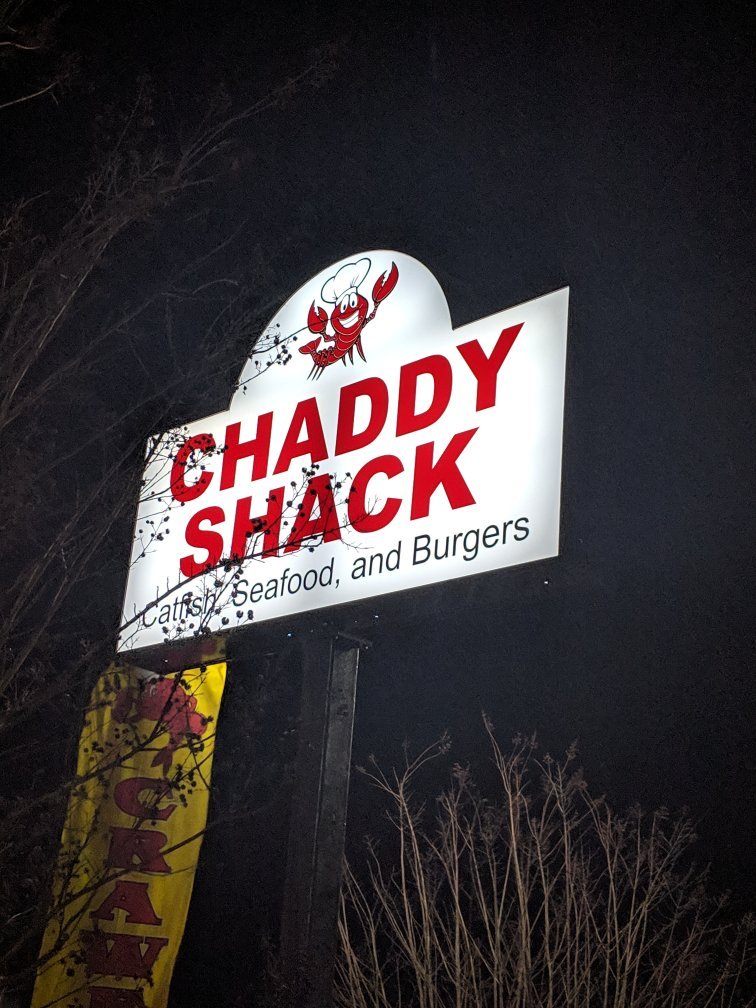 CHADDY
SHACK
Catfish, Seafood, and Burgers
CRAW